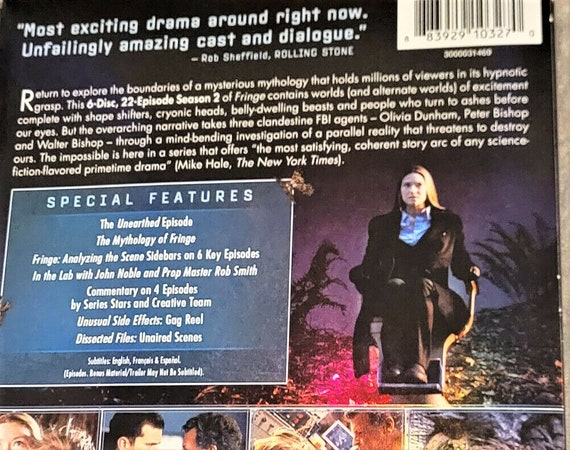 "Most exciting drama around right now.
Unfailingly amazing cast and dialogue."
– Rob Sheffield, ROLLING STONE
8 83929 10327 0
3000031460
Return to explore the boundaries of a mysterious mythology that holds millions of viewers in its hypnotic
grasp. This 6-Disc, 22-Episode Season 2 of Fringe contains worlds (and alternate worlds) of excitement
complete with shape shifters, cryonic heads, belly-dwelling beasts and people who turn to ashes before
our eyes. But the overarching narrative takes three clandestine FBI agents – Olivia Dunham, Peter Bishop
and Walter Bishop – through a mind-bending investigation of a parallel reality that threatens to destroy
ours. The impossible is here in a series that offers "the most satisfying, coherent story arc of any science-
fiction-flavored primetime drama" (Mike Hale, The New York Times).
SPECIAL FEATURES
The Unearthed Episode
The Mythology of Fringe
Fringe: Analyzing the Scene Sidebars on 6 Key Episodes
In the Lab with John Noble and Prop Master Rob Smith
Commentary on 4 Episodes
by Series Stars and Creative Team
Unusual Side Effects: Gag Reel
Dissected Files: Unaired Scenes
Subtitles: English, Français & Español.
(Episodes. Bonus Material/Trailer May Not Be Subtitled).